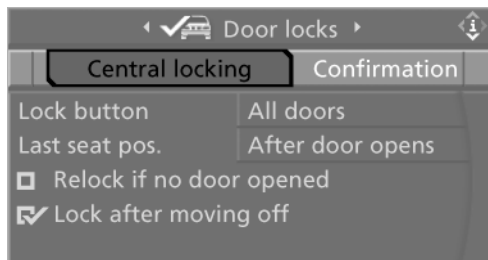 Door locks
Central locking Confirmation
Lock button All doors
Last seat pos. After door opens
Relock if no door opened
Lock after moving off